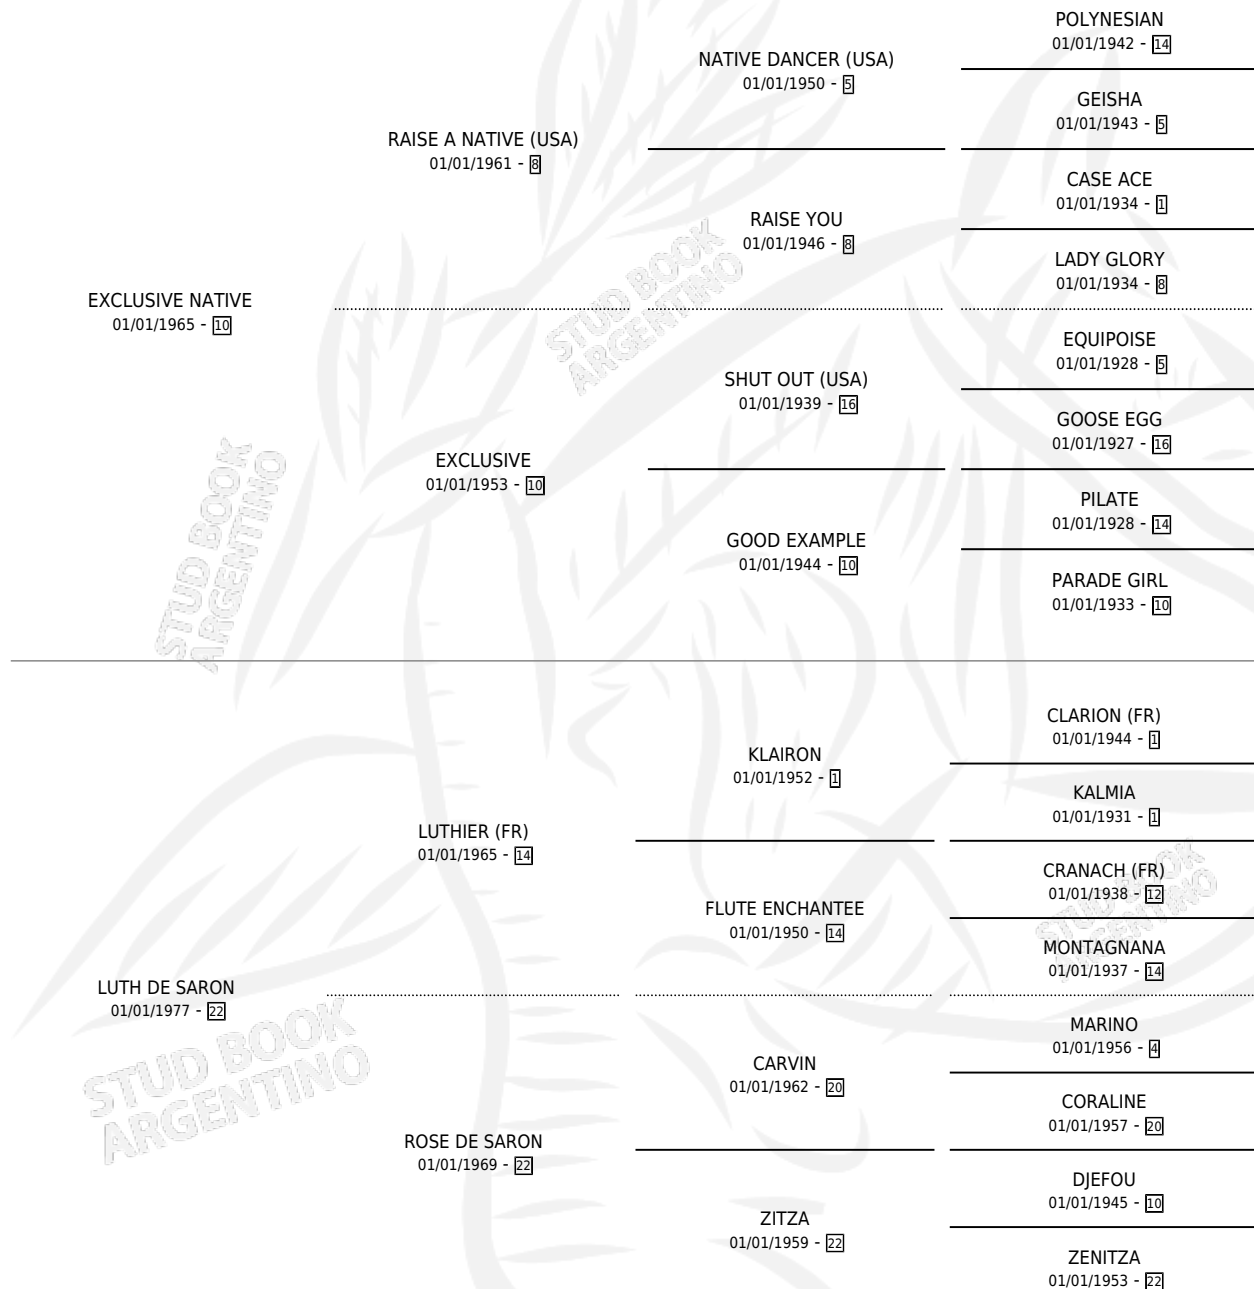 POLYNESIAN
01/01/1942 - 14
NATIVE DANCER (USA)
01/01/1950 - 5
GEISHA
01/01/1943 - 5
RAISE A NATIVE (USA)
01/01/1961 - 8
CASE ACE
01/01/1934 - 1
RAISE YOU
01/01/1946 - 8
LADY GLORY
01/01/1934 - 8
EXCLUSIVE NATIVE
01/01/1965 - 10
STUD BOOK
ARGENTINO
EQUIPOISE
01/01/1928 - 5
SHUT OUT (USA)
01/01/1939 - 16
GOOSE EGG
01/01/1927 - 16
EXCLUSIVE
01/01/1953 - 10
PILATE
01/01/1928 - 14
GOOD EXAMPLE
01/01/1944 - 10
PARADE GIRL
01/01/1933 - 10
STUD BOOK
ARGENTINO
CLARION (FR)
01/01/1944 - 1
KLAIRON
01/01/1952 - 1
KALMIA
01/01/1931 - 1
LUTHIER (FR)
01/01/1965 - 14
CRANACH (FR)
01/01/1938 - 12
FLUTE ENCHANTEE
01/01/1950 - 14
STUD BOOK
ARGENTINO
MONTAGNANA
01/01/1937 - 14
LUTH DE SARON
01/01/1977 - 22
STUD BOOK
ARGENTINO
MARINO
01/01/1956 - 4
CARVIN
01/01/1962 - 20
CORALINE
01/01/1957 - 20
ROSE DE SARON
01/01/1969 - 22
DJEFOU
01/01/1945 - 10
ZITZA
01/01/1959 - 22
ZENITZA
01/01/1953 - 22